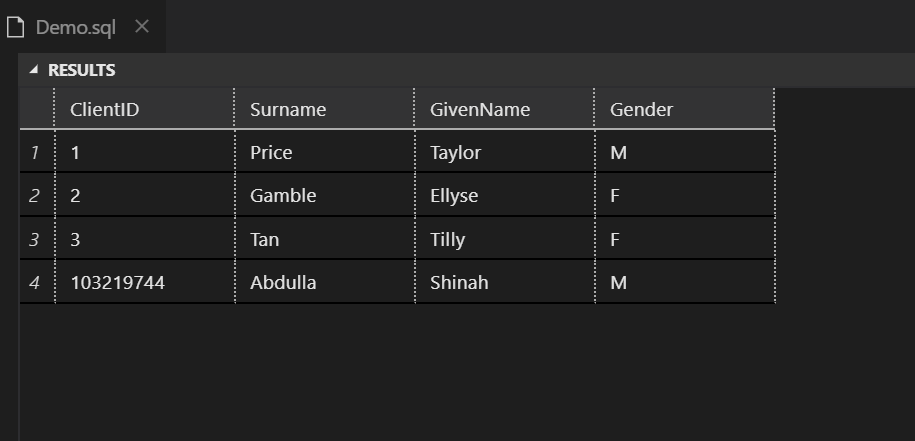 Demo.sql
RESULTS
ClientID Surname GivenName Gender
1 1 Price Taylor M
2 2 Gamble Ellyse F
3 3 Tan Tilly F
4 103219744 Abdulla Shinah M